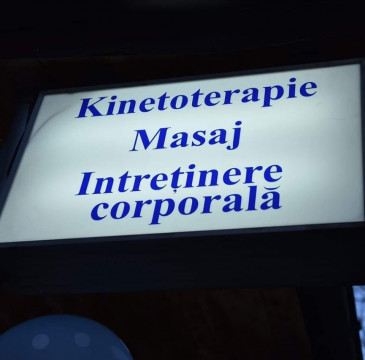 Kinetoterapie
Masaj
Intreținere
corporală